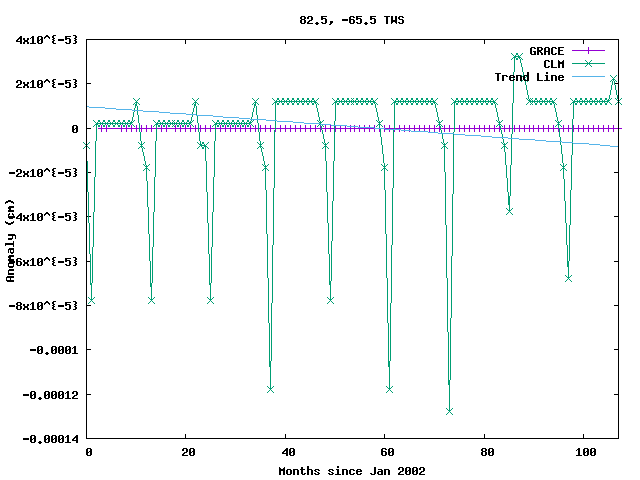 82.5, -65.5 TWS
GRACE
CLM
Trend Line
4x10^{-5}
2x10^{-5}
0
-2x10^{-5}
-4x10^{-5}
-6x10^{-5}
-8x10^{-5}
-0.0001
-0.00012
-0.00014
Anomaly (cm)
0 20 40 60 80 100
Months since Jan 2002